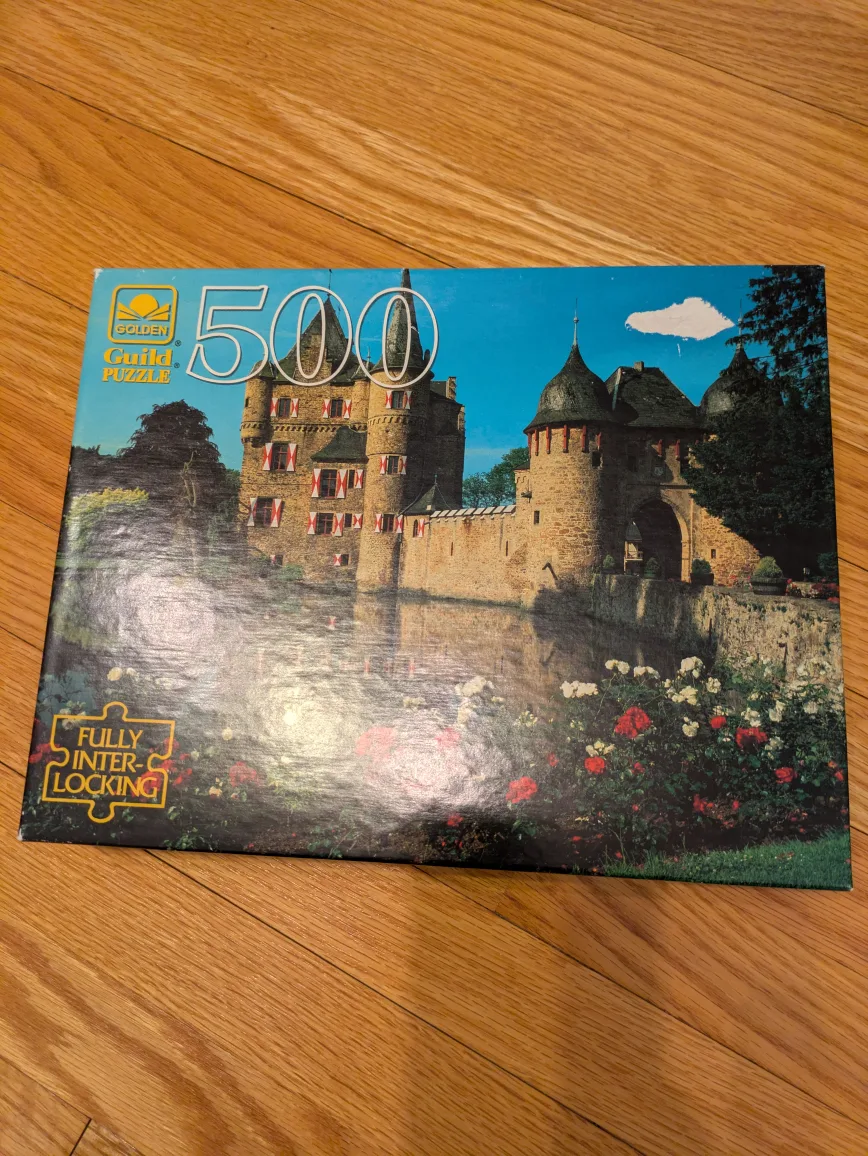 GOLDEN®
Guild®
PUZZLE
500
FULLY
INTER-
LOCKING